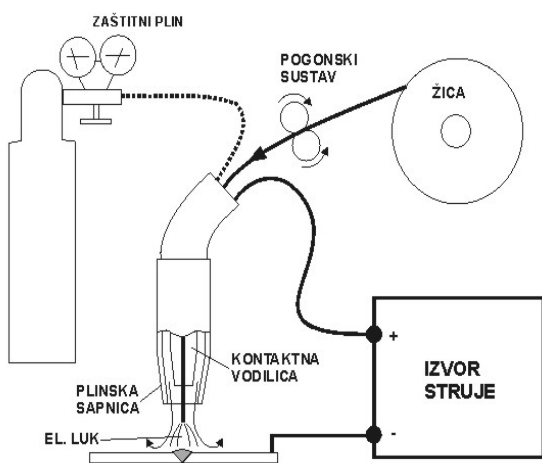 ZAŠTITNI PLIN
POGONSKI
SUSTAV
ŽICA
KONTAKTNA
VODILICA
PLINSKA
SAPNICA
EL. LUK
+
IZVOR
STRUJE
-